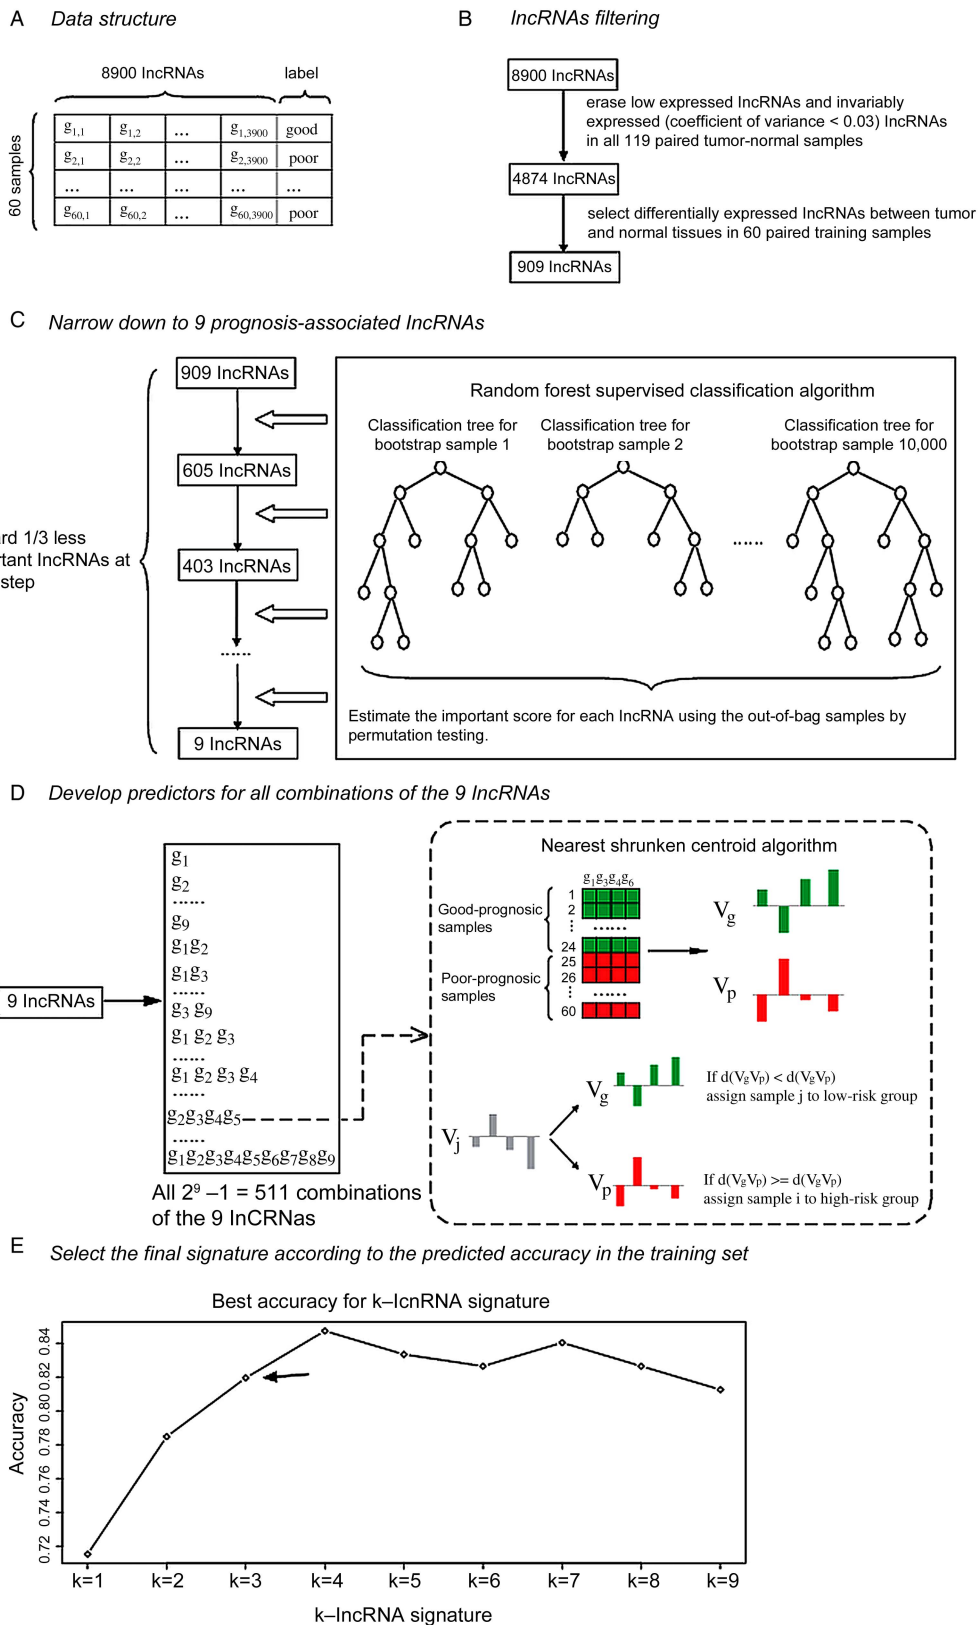 A Data structure
8900 lncRNAs label
60 samples
g1,1 g1,2 ... g1,3900 good
g2,1 g2,2 ... g2,3900 poor
... ... ... ...
g60,1 g60,2 ... g60,3900 poor
B lncRNAs filtering
8900 lncRNAs
erase low expressed lncRNAs and invariably
expressed (coefficient of variance < 0.03) lncRNAs
in all 119 paired tumor-normal samples
4874 lncRNAs
select differentially expressed lncRNAs between tumor
and normal tissues in 60 paired training samples
909 lncRNAs
C Narrow down to 9 prognosis-associated lncRNAs
ard 1/3 less
rtant lncRNAs at
step
909 lncRNAs
605 lncRNAs
403 lncRNAs
......
9 lncRNAs
Random forest supervised classification algorithm
Classification tree for
bootstrap sample 1
Classification tree for
bootstrap sample 2
......
Classification tree for
bootstrap sample 10,000
Estimate the important score for each lncRNA using the out-of-bag samples by
permutation testing.
D Develop predictors for all combinations of the 9 lncRNAs
9 lncRNAs
g1
g2
......
g9
g1g2
g1g3
......
g3 g9
g1 g2 g3
......
g1 g2 g3 g4
......
g2g3g4g5
......
g1g2g3g4g5g6g7g8g9
All 2⁹ –1 = 511 combinations
of the 9 lnCRNas
Nearest shrunken centroid algorithm
g1g3g4g6
Good-prognosic
samples
1
2
⋮ ......
24
Poor-prognosic
samples
25
26
⋮ ......
60
Vg
Vp
Vj
Vg
If d(VgVp) < d(VgVp)
assign sample j to low-risk group
Vp
If d(VgVp) >= d(VgVp)
assign sample i to high-risk group
E Select the final signature according to the predicted accuracy in the training set
Best accuracy for k–lcnRNA signature
Accuracy
0.84
0.82
0.80
0.78
0.76
0.74
0.72
k=1 k=2 k=3 k=4 k=5 k=6 k=7 k=8 k=9
k–lncRNA signature